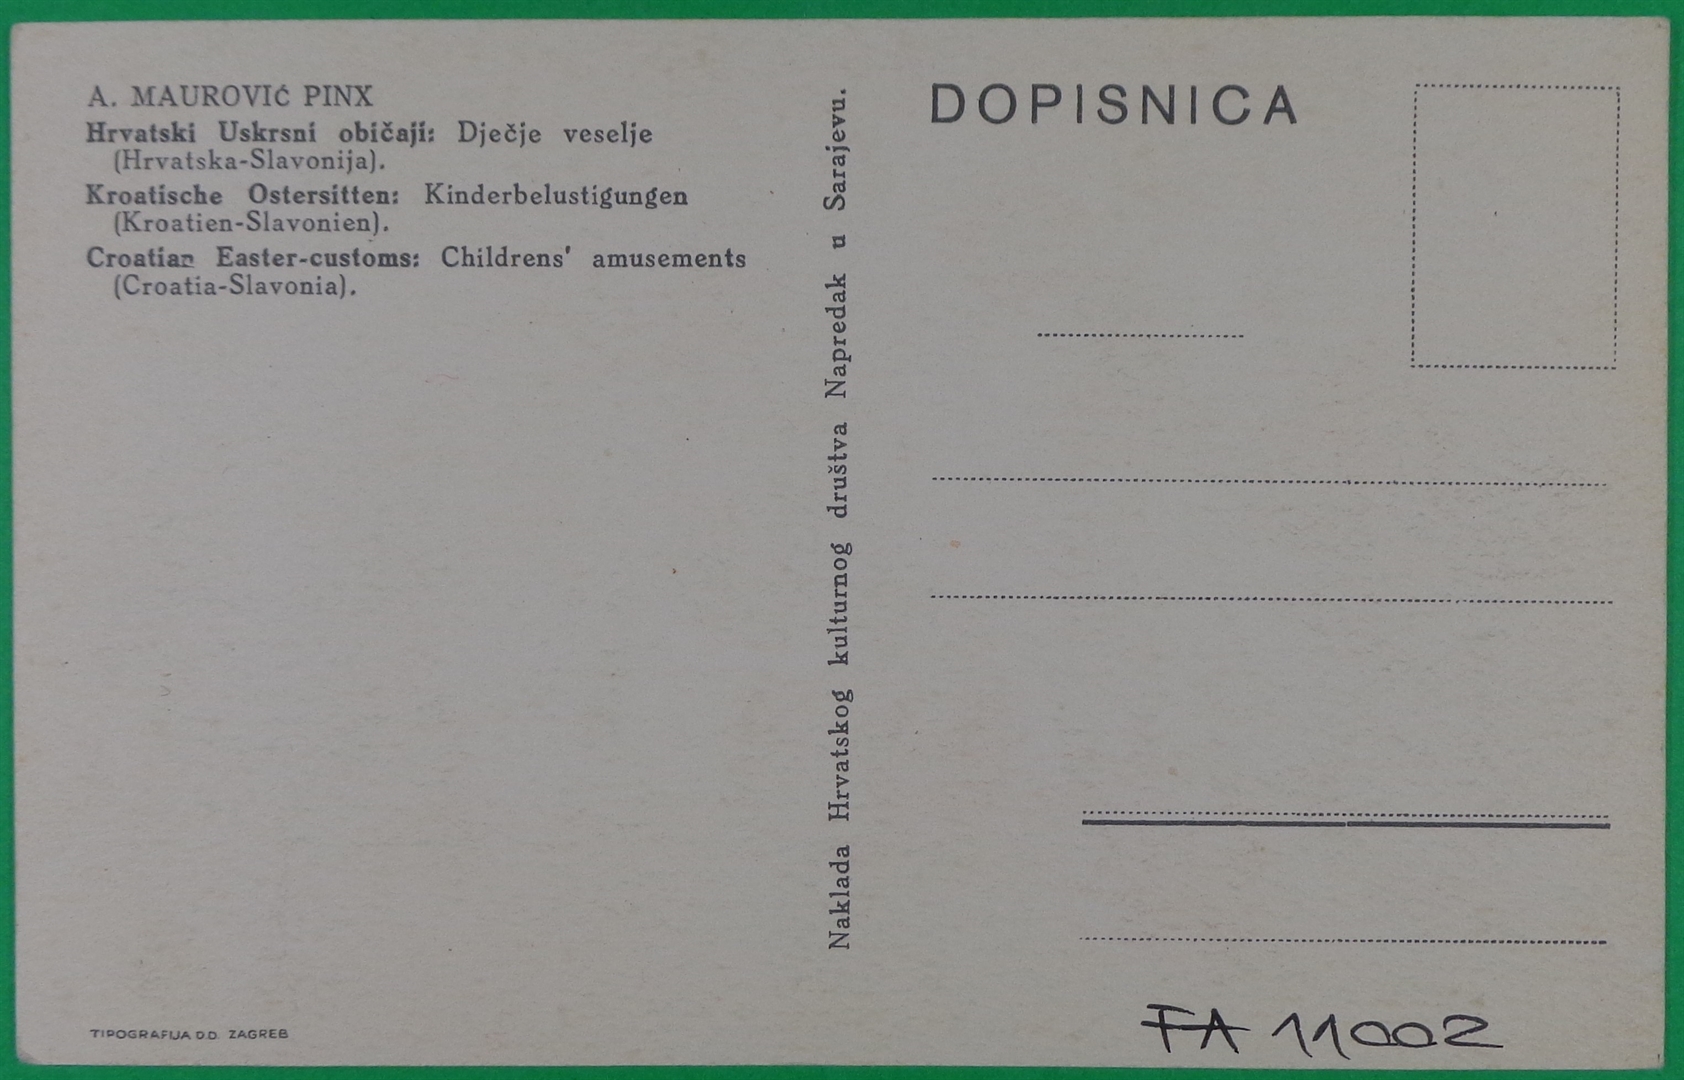 A. MAUROVIĆ PINX
Hrvatski Uskrsni običaji: Dječje veselje
(Hrvatska-Slavonija).
Kroatische Ostersitten: Kinderbelustigungen
(Kroatien-Slavonien).
Croatian Easter-customs: Childrens' amusements
(Croatia-Slavonia).
TIPOGRAFIJA D.D. ZAGREB
Naklada Hrvatskog kulturnog društva Napredak u Sarajevu.
DOPISNICA
FA 11002